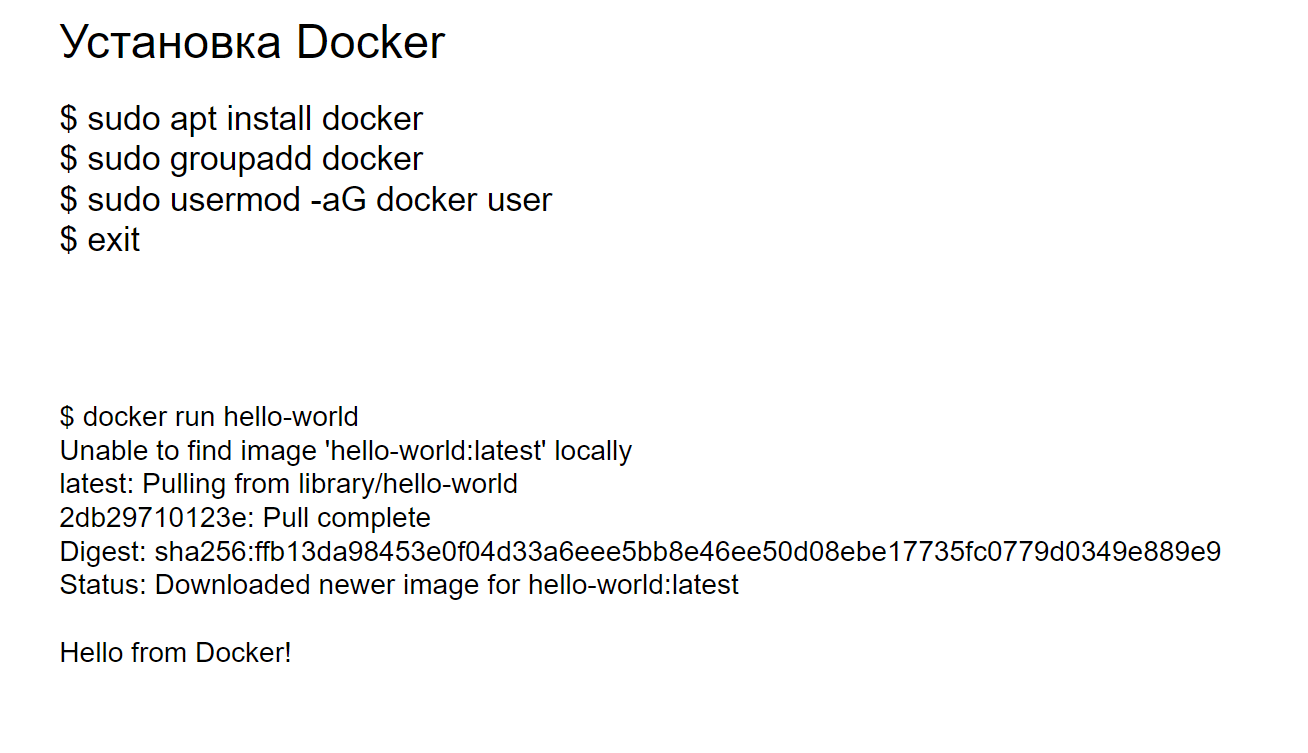 Установка Docker
$ sudo apt install docker
$ sudo groupadd docker
$ sudo usermod -aG docker user
$ exit
$ docker run hello-world
Unable to find image 'hello-world:latest' locally
latest: Pulling from library/hello-world
2db29710123e: Pull complete
Digest: sha256:ffb13da98453e0f04d33a6eee5bb8e46ee50d08ebe17735fc0779d0349e889e9
Status: Downloaded newer image for hello-world:latest
Hello from Docker!